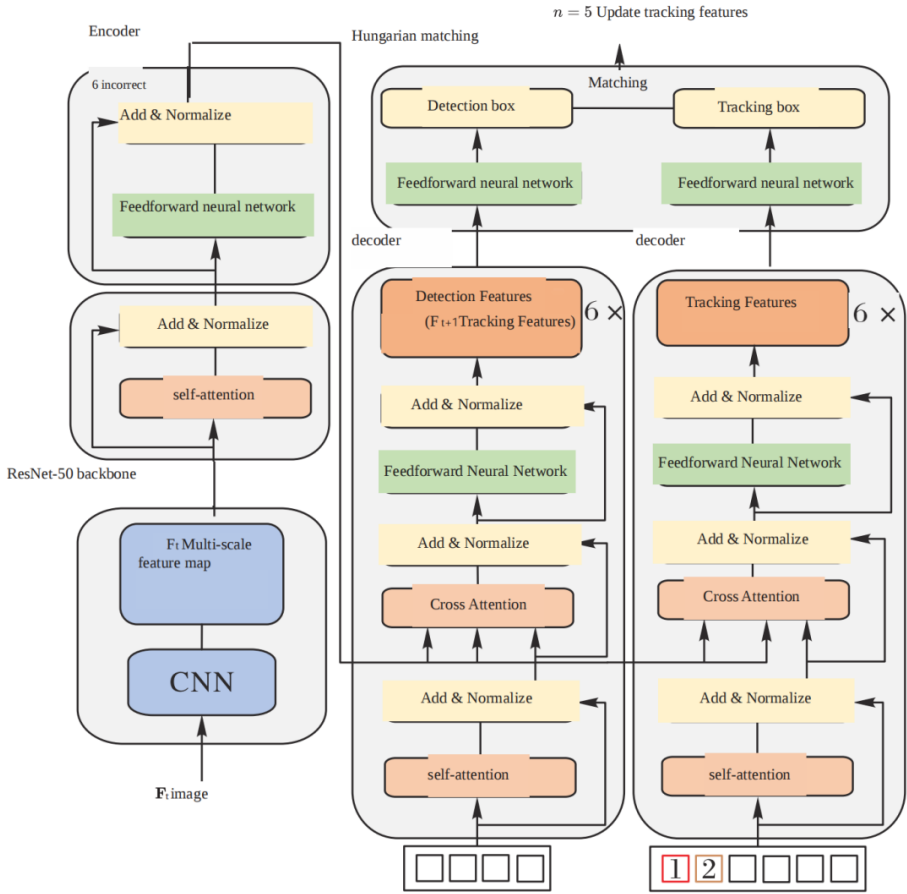 n = 5 Update tracking features
Encoder
Hungarian matching
6 incorrect
Add & Normalize
Feedforward neural network
Add & Normalize
self-attention
ResNet-50 backbone
Ft Multi-scale
feature map
CNN
Ft image
Matching
Detection box
Tracking box
Feedforward neural network
Feedforward neural network
decoder
decoder
Detection Features
(Ft+1Tracking Features)
6 ×
Add & Normalize
Feedforward Neural Network
Add & Normalize
Cross Attention
Add & Normalize
self-attention
Tracking Features
6 ×
Add & Normalize
Feedforward Neural Network
Add & Normalize
Cross Attention
Add & Normalize
self-attention
1 2